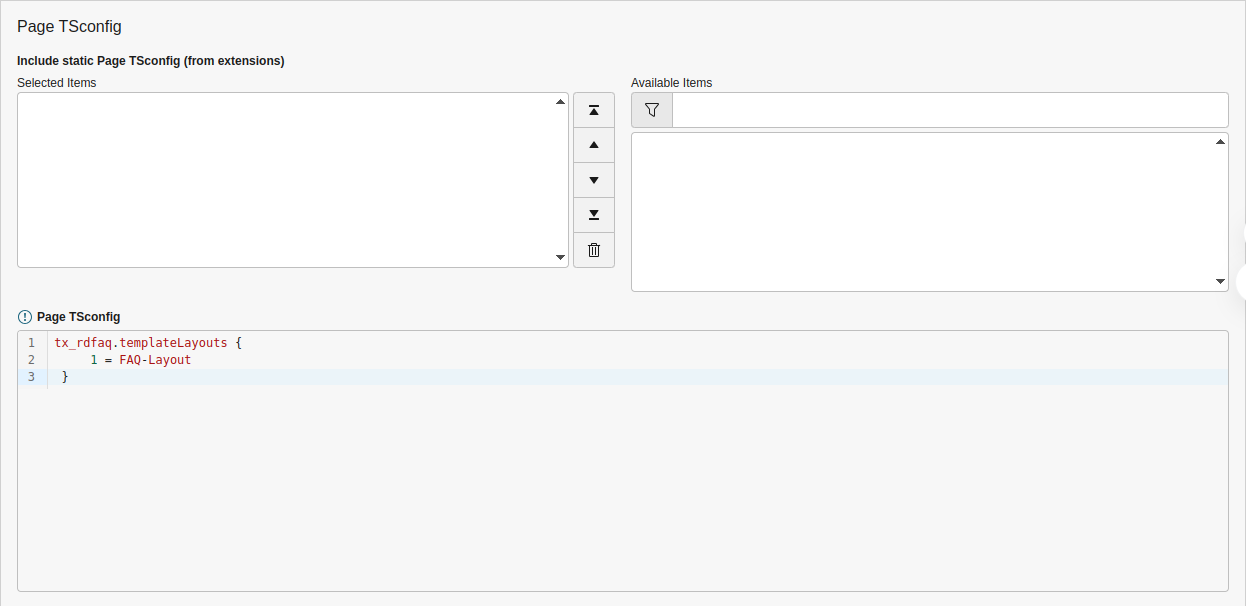 Page TSconfig
Include static Page TSconfig (from extensions)
Selected Items
Available Items
Page TSconfig
1 tx_rdfaq.templateLayouts {
2 1 = FAQ-Layout
3 }